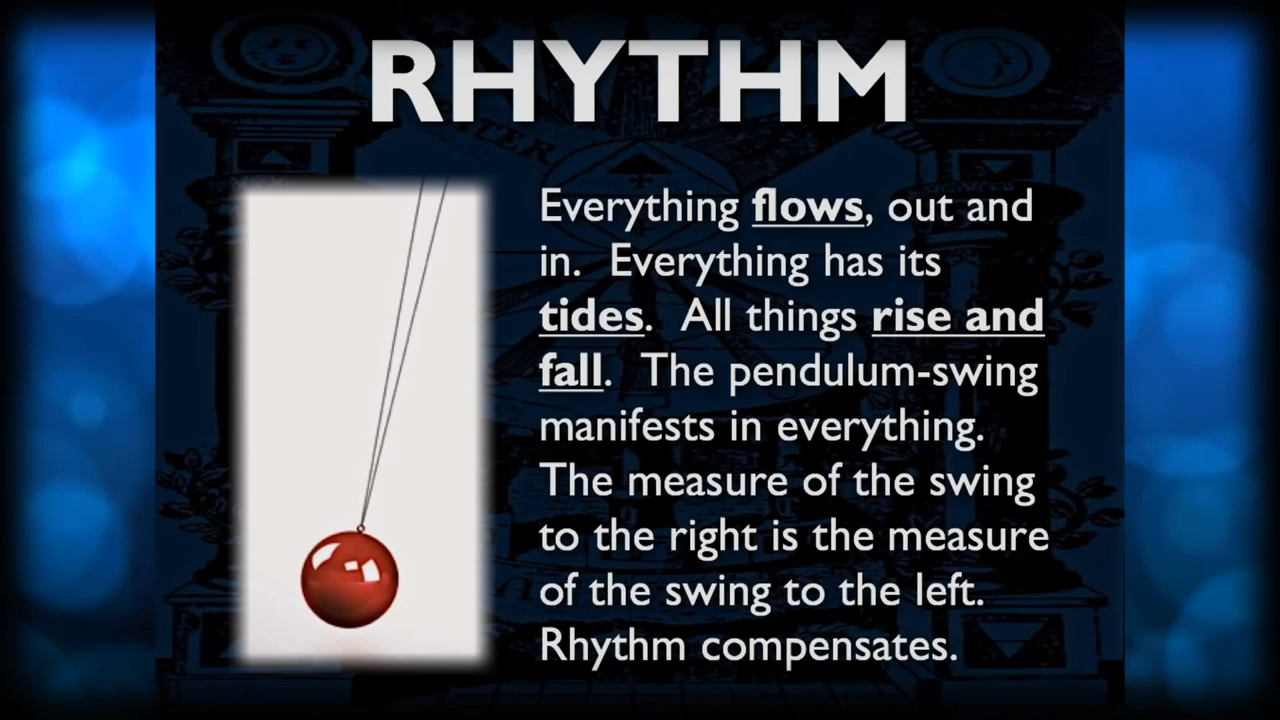 RHYTHM
Everything flows, out and
in.  Everything has its
tides.  All things rise and
fall.  The pendulum-swing
manifests in everything.
The measure of the swing
to the right is the measure
of the swing to the left.
Rhythm compensates.